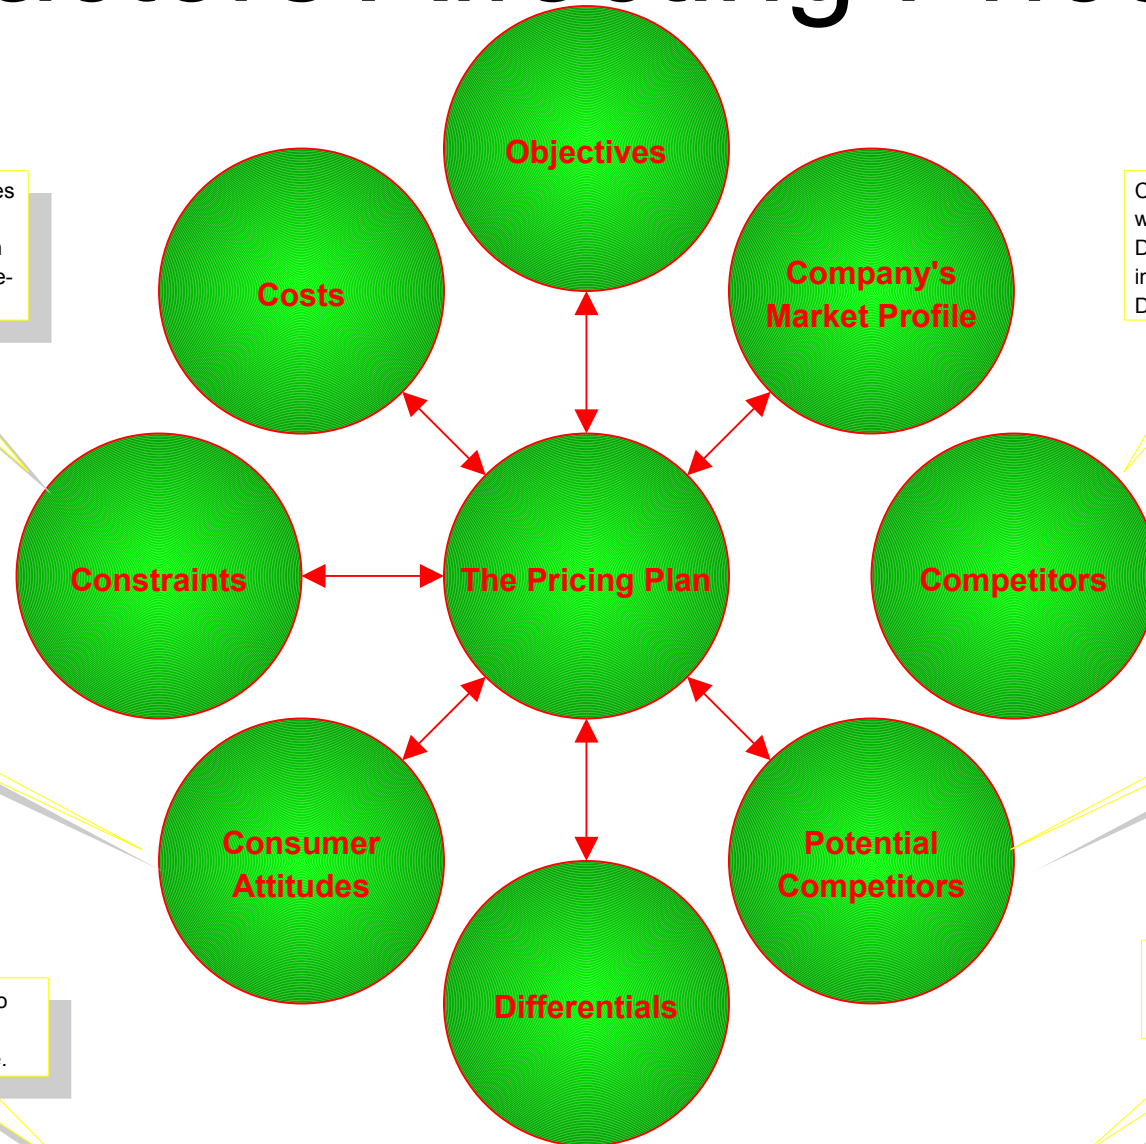 Objectives
Costs
Company's
Market Profile
Constraints
The Pricing Plan
Competitors
Consumer
Attitudes
Potential
Competitors
Differentials